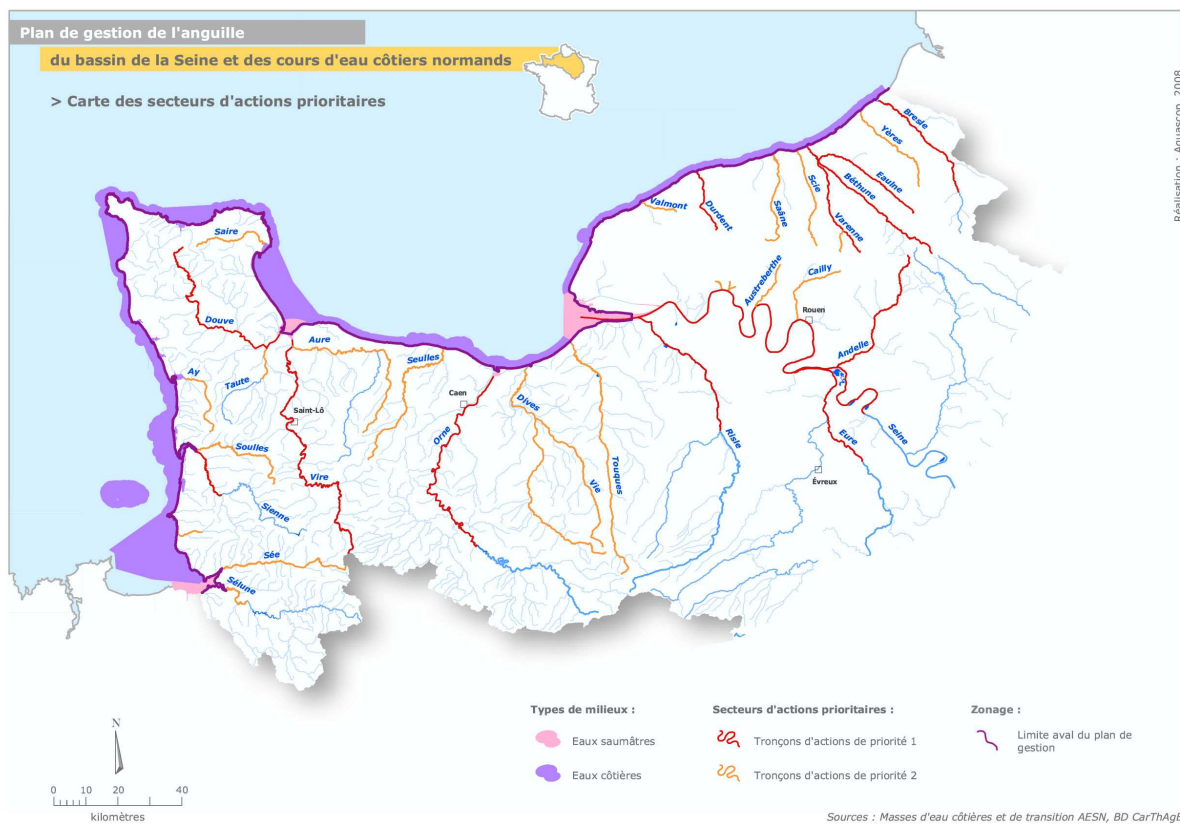 Plan de gestion de l'anguille
du bassin de la Seine et des cours d'eau côtiers normands
> Carte des secteurs d'actions prioritaires
Réalisation : Aquascop, 2008
Bresle
Yères
Eaulne
Béthune
Scie
Varenne
Saâne
Durdent
Valmont
Saire
Austreberthe
Cailly
Rouen
Douve
Andelle
Aure
Seulles
Ay
Taute
Caen
Dives
Saint-Lô
Orne
Risle
Eure
Seine
Soulles
Vire
Vie
Touques
Évreux
Sienne
Sée
Sélune
N
0 10 20 40
kilomètres
Types de milieux :
Eaux saumâtres
Eaux côtières
Secteurs d'actions prioritaires :
Tronçons d'actions de priorité 1
Tronçons d'actions de priorité 2
Zonage :
Limite aval du plan de
gestion
Sources : Masses d'eau côtières et de transition AESN, BD CarThAgE